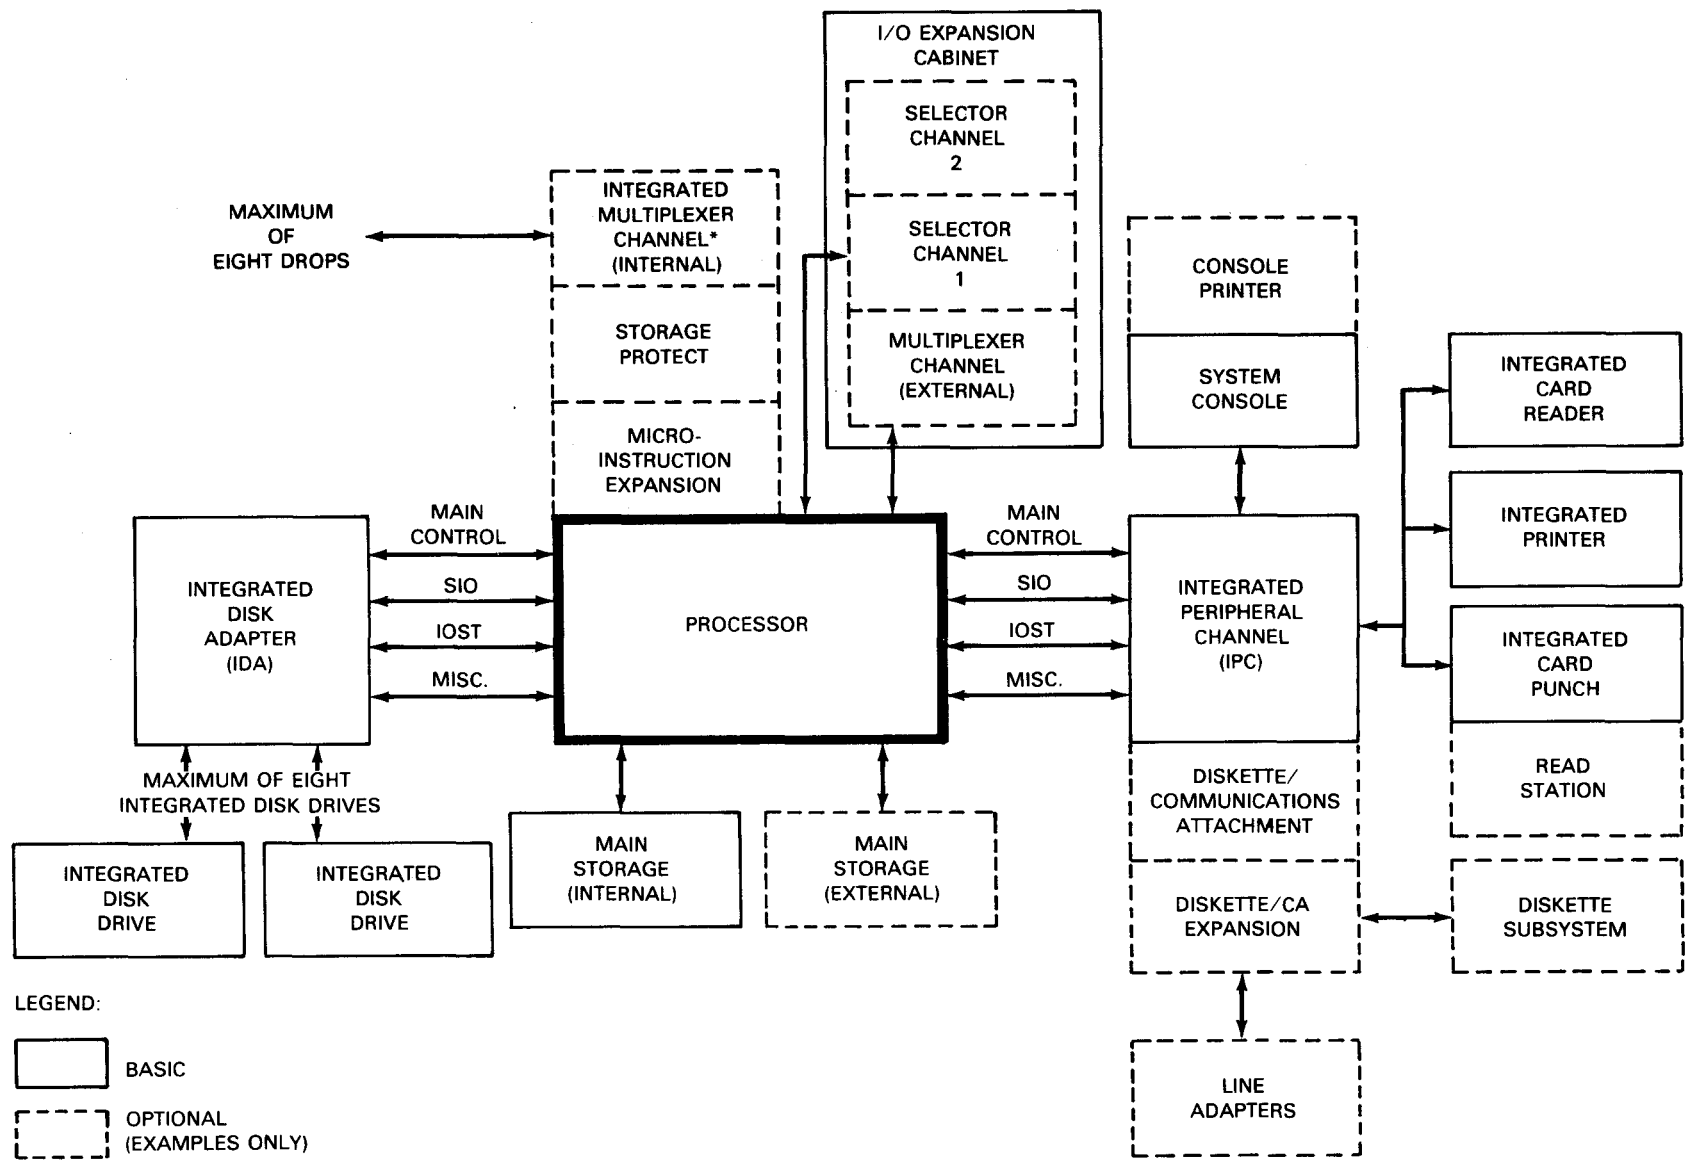 I/O EXPANSION
CABINET
SELECTOR
CHANNEL
2
SELECTOR
CHANNEL
1
MULTIPLEXER
CHANNEL
(EXTERNAL)
MAXIMUM
OF
EIGHT DROPS
INTEGRATED
MULTIPLEXER
CHANNEL*
(INTERNAL)
STORAGE
PROTECT
MICRO-
INSTRUCTION
EXPANSION
CONSOLE
PRINTER
SYSTEM
CONSOLE
INTEGRATED
CARD
READER
INTEGRATED
PRINTER
INTEGRATED
CARD
PUNCH
READ
STATION
INTEGRATED
DISK
ADAPTER
(IDA)
MAIN
CONTROL
SIO
IOST
MISC.
PROCESSOR
MAIN
CONTROL
SIO
IOST
MISC.
INTEGRATED
PERIPHERAL
CHANNEL
(IPC)
DISKETTE/
COMMUNICATIONS
ATTACHMENT
DISKETTE/CA
EXPANSION
DISKETTE
SUBSYSTEM
LINE
ADAPTERS
MAXIMUM OF EIGHT
INTEGRATED DISK DRIVES
INTEGRATED
DISK
DRIVE
INTEGRATED
DISK
DRIVE
MAIN
STORAGE
(INTERNAL)
MAIN
STORAGE
(EXTERNAL)
LEGEND:
BASIC
OPTIONAL
(EXAMPLES ONLY)